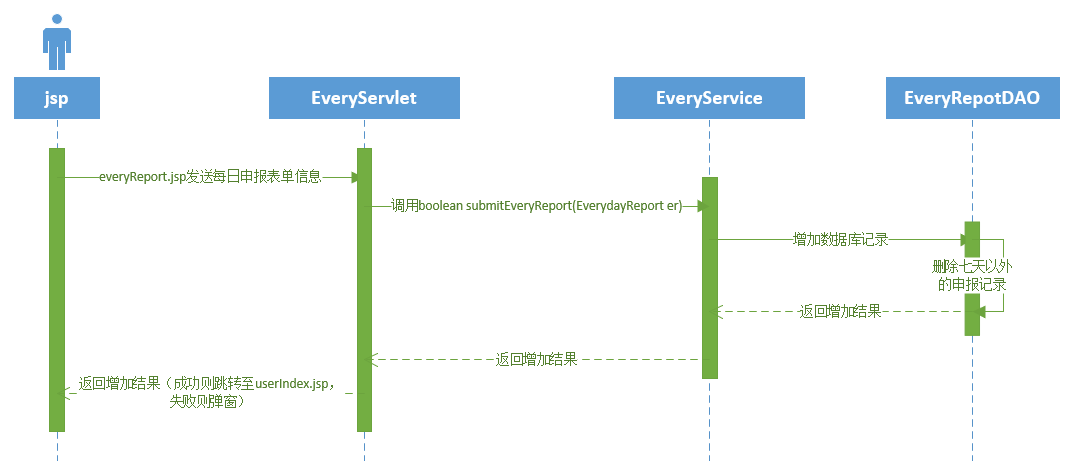 jsp
EveryServlet
EveryService
EveryRepotDAO
everyReport.jsp发送每日申报表单信息
调用boolean submitEveryReport(EverydayReport er)
增加数据库记录
删除七天以外
的申报记录
返回增加结果
返回增加结果
返回增加结果（成功则跳转至userIndex.jsp，
失败则弹窗）